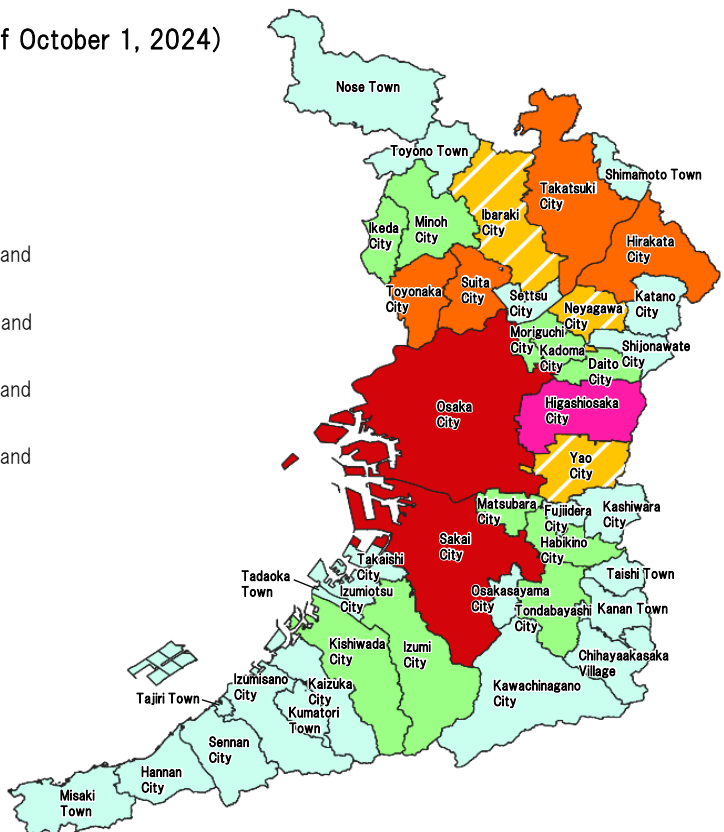 f October 1, 2024)
Nose Town
Toyono Town
Shimamoto Town
Takatsuki
City
Ibaraki
City
Minoh
City
Ikeda
City
Hirakata
City
and
Suita
City
Toyonaka
City
Settsu
City
Neyagawa
City
Katano
City
and
Moriguchi
City
Kadoma
City
Shijonawate
City
Daito
City
and
Osaka
City
Higashiosaka
City
and
Yao
City
Matsubara
City
Fujiidera
City
Kashiwara
City
Sakai
City
Habikino
City
Takaishi
City
Tadaoka
Town
Izumiotsu
City
Osakasayama
City
Tondabayashi
City
Taishi Town
Kanan Town
Chihayaakasaka
Village
Kishiwada
City
Izumi
City
Kawachinagano
City
Izumisano
City
Kaizuka
City
Tajiri Town
Kumatori
Town
Sennan
City
Hannan
City
Misaki
Town